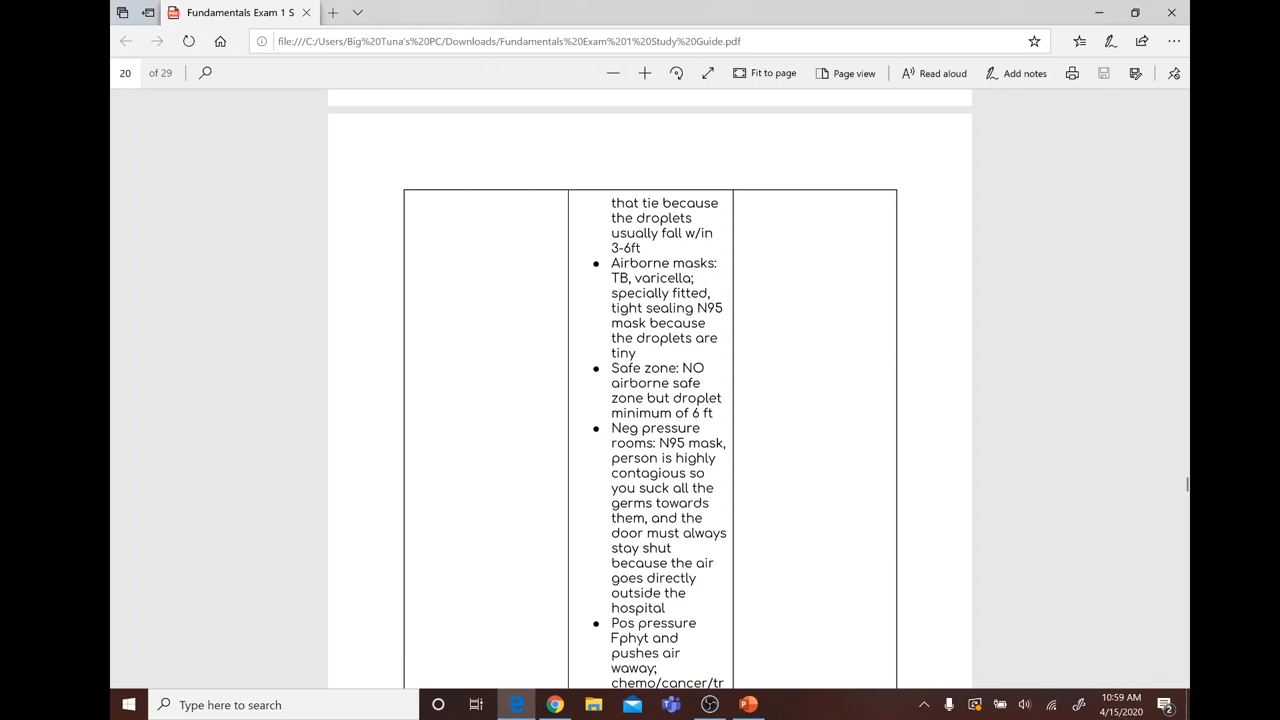 Fundamentals Exam 1 S
file:///C:/Users/Big%20Tuna's%20PC/Downloads/Fundamentals%20Exam%201%20Study%20Guide.pdf
20 of 29
Fit to page
Page view
Read aloud
Add notes
that tie because
the droplets
usually fall w/in
3-6ft
● Airborne masks:
TB, varicella;
specially fitted,
tight sealing N95
mask because
the droplets are
tiny
● Safe zone: NO
airborne safe
zone but droplet
minimum of 6 ft
● Neg pressure
rooms: N95 mask,
person is highly
contagious so
you suck all the
germs towards
them, and the
door must always
stay shut
because the air
goes directly
outside the
hospital
● Pos pressure
Fphyt and
pushes air
waway;
chemo/cancer/tr
Type here to search
10:59 AM
4/15/2020
2